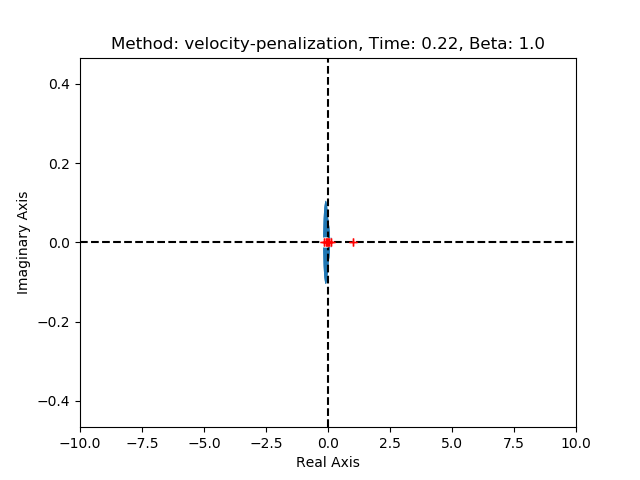 Method: velocity-penalization, Time: 0.22, Beta: 1.0
0.4
0.2
0.0
−0.2
−0.4
Imaginary Axis
−10.0 −7.5 −5.0 −2.5 0.0 2.5 5.0 7.5 10.0
Real Axis